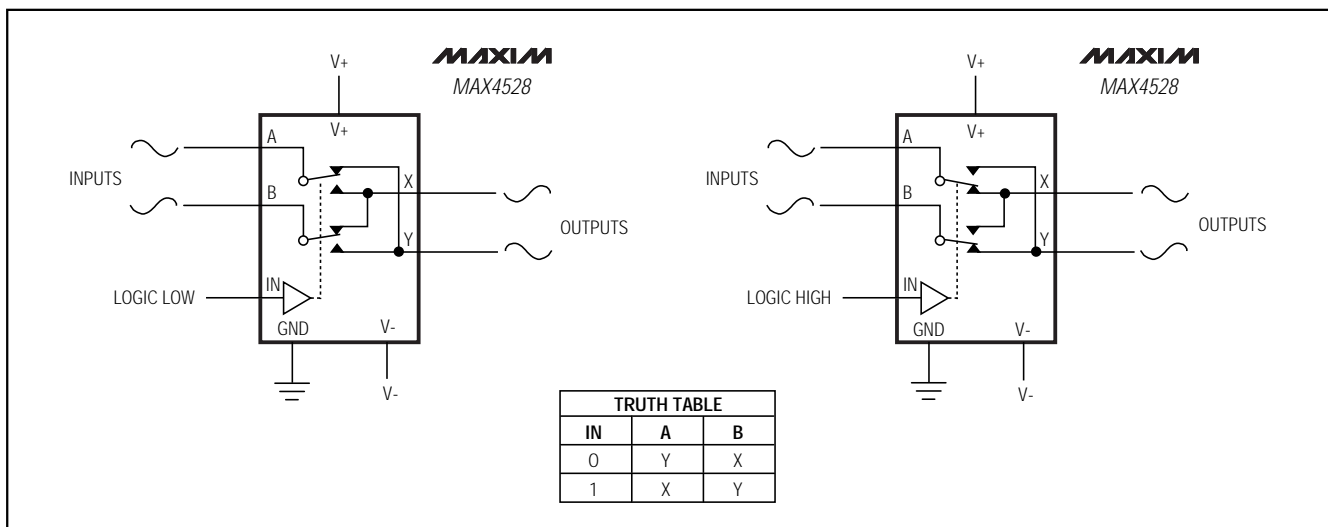 MAXIM
MAX4528
V+
V+
A
B
X
Y
INPUTS
OUTPUTS
LOGIC LOW
IN
GND
V-
V-
MAXIM
MAX4528
V+
V+
A
B
X
Y
INPUTS
OUTPUTS
LOGIC HIGH
IN
GND
V-
V-
TRUTH TABLE
IN A B
0 Y X
1 X Y